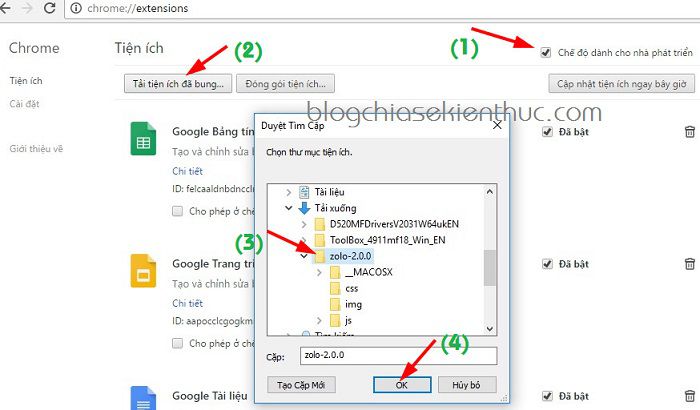 chrome://extensions
Chrome
Tiện ích
(2)
(1)
Chế độ dành cho nhà phát triển
Tiện ích
Cài đặt
Giới thiệu về
Tải tiện ích đã bung...
Đóng gói tiện ích...
Cập nhật tiện ích ngay bây giờ
blogchiasekienthuc.com
Google Bảng tín
Tạo và chỉnh sửa b
Chi tiết
ID: felcaaldnbdncclm
Cho phép ở chế
Đã bật
Google Trang trì
Tạo và chỉnh sửa
Chi tiết
ID: aapocclcgogkm
Cho phép ở chế
Đã bật
Google Tài liệu
Đã bật
Duyệt Tìm Cặp
Chọn thư mục tiện ích.
Tài liệu
Tải xuống
D520MFDriversV2031W64ukEN
ToolBox_4911mf18_Win_EN
(3)
zolo-2.0.0
__MACOSX
css
img
js
Tìm kiếm
(4)
Cặp:
zolo-2.0.0
Tạo Cặp Mới
OK
Hủy bỏ